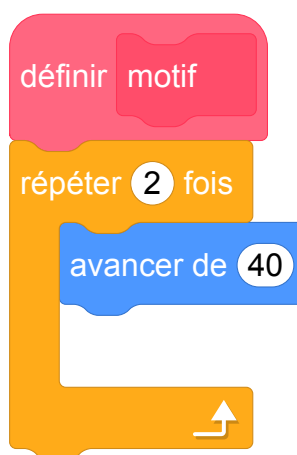 définir motif
répéter 2 fois
avancer de 40